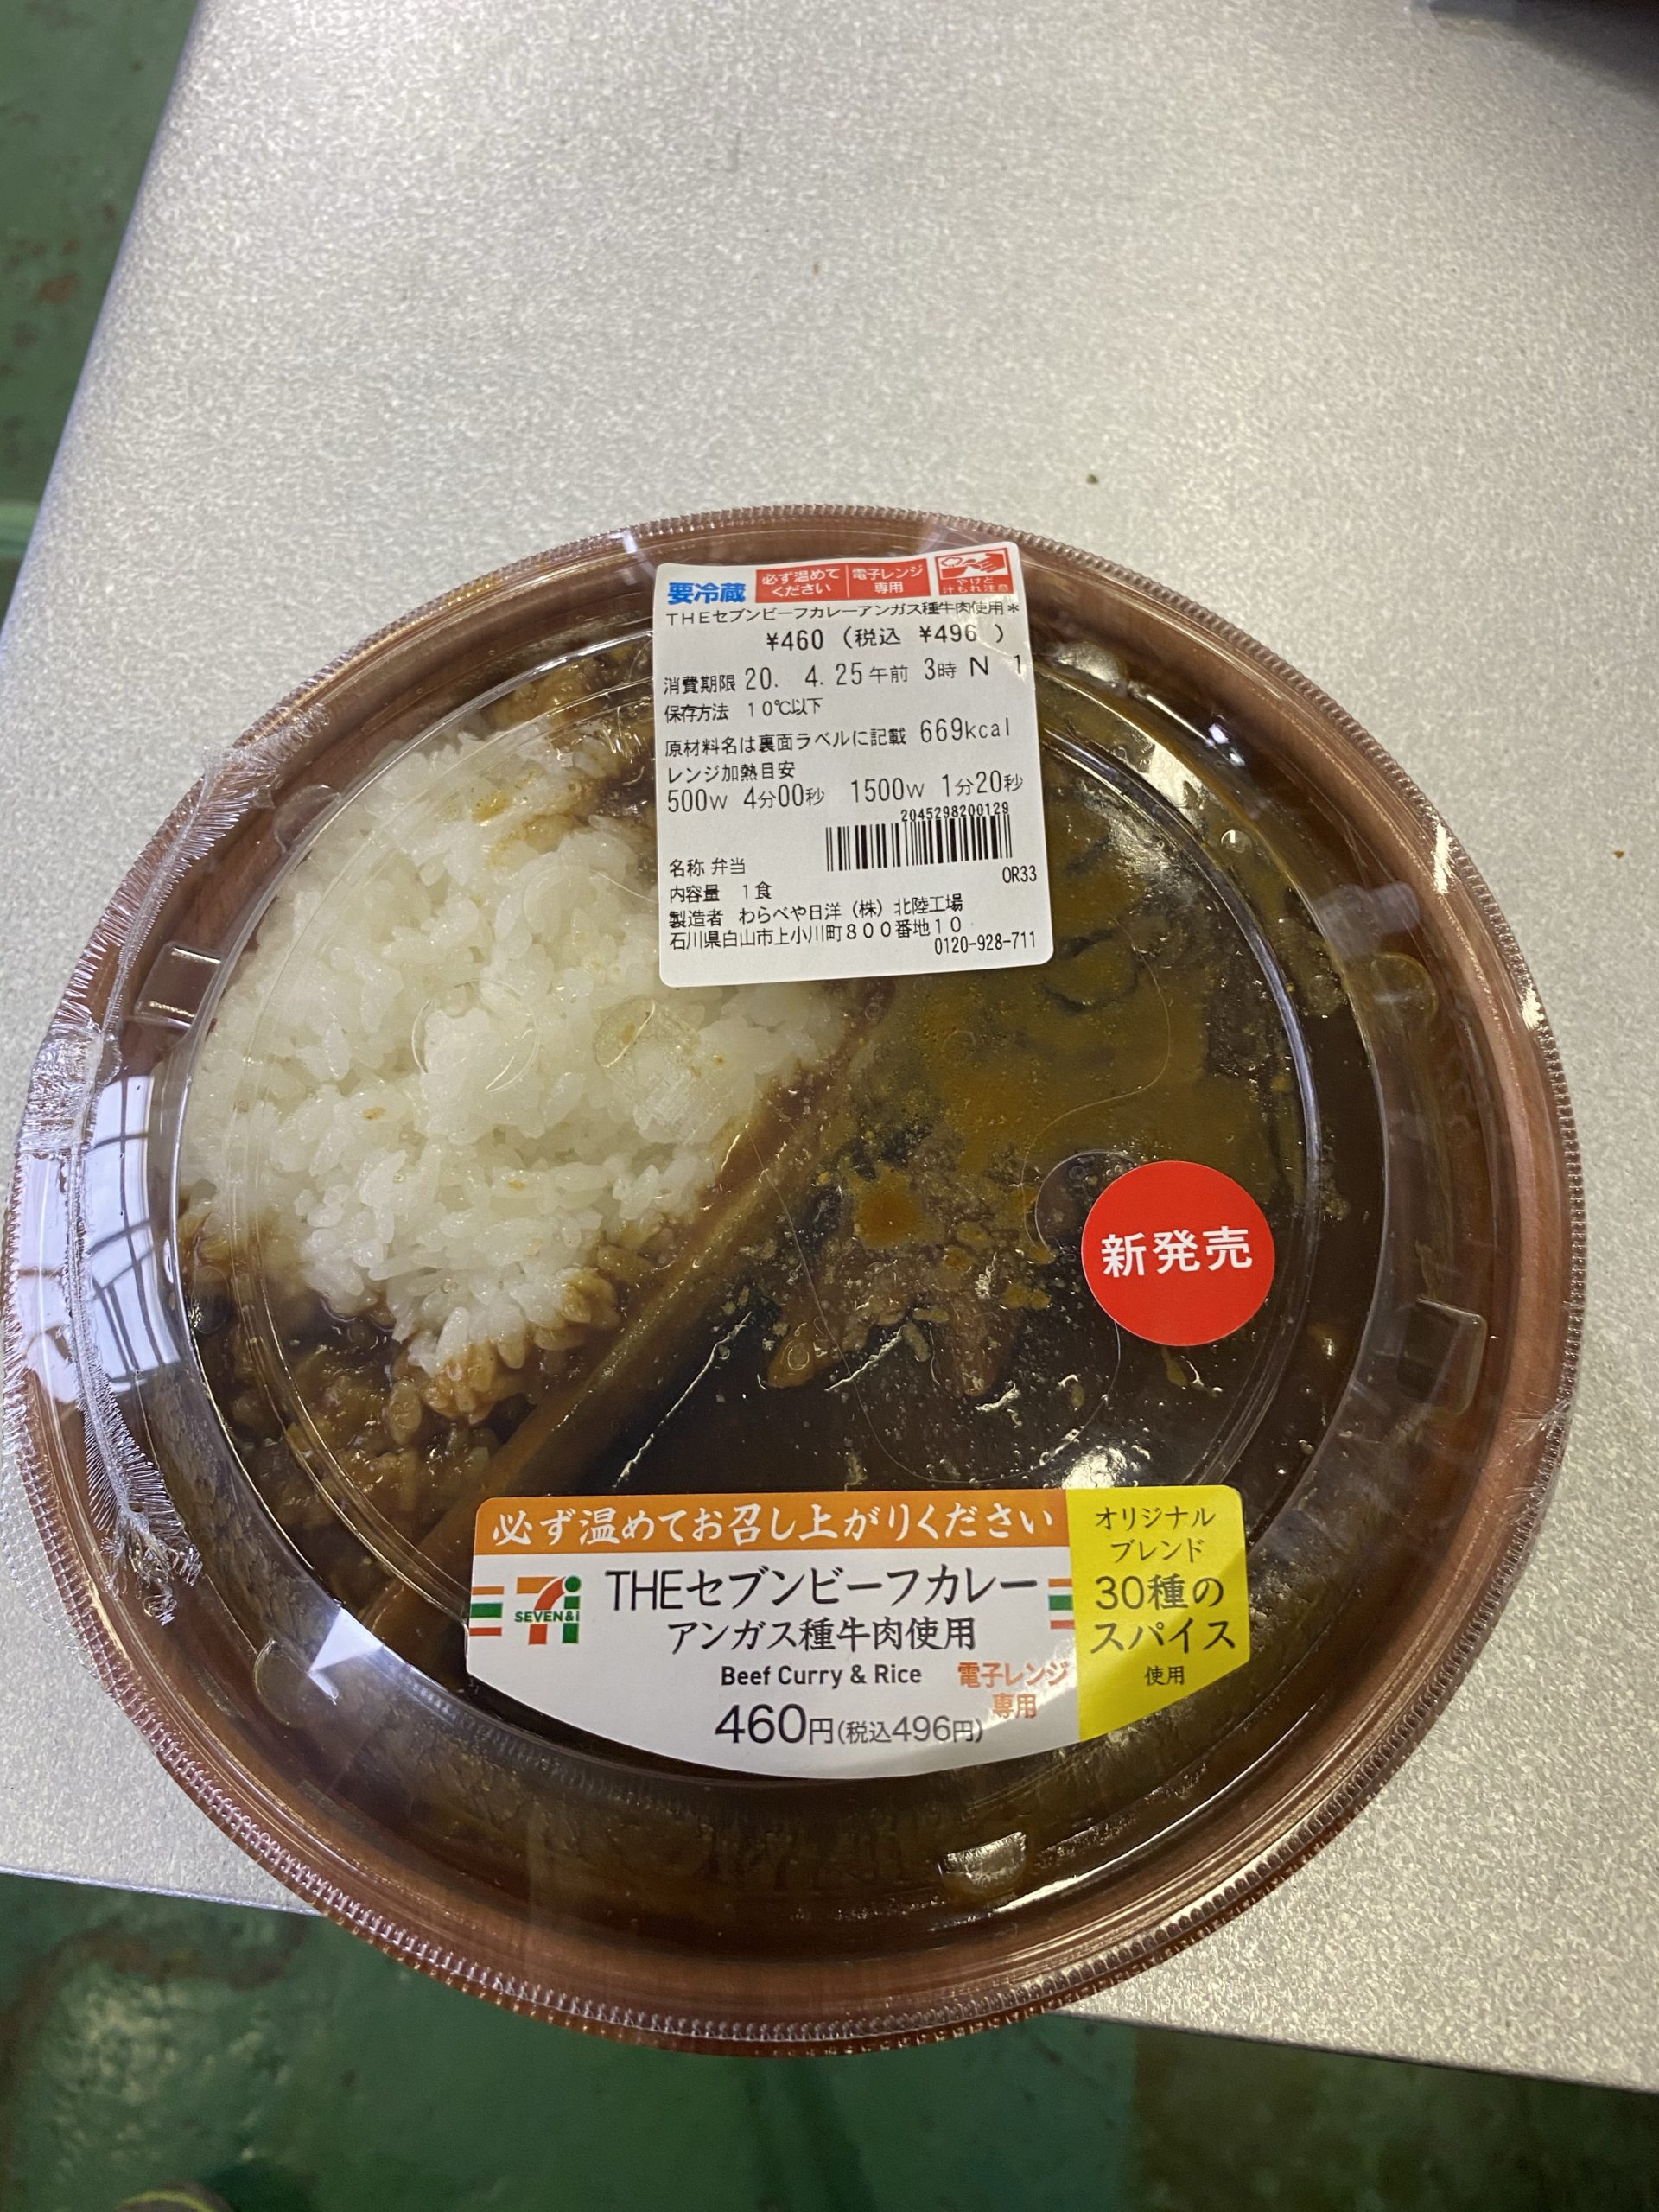 要冷蔵
必ず温めて
ください
電子レンジ
専用
やけど
汁もれ注意
THEセブンビーフカレーアンガス種牛肉使用*
¥460 (税込 ¥496 )
消費期限 20. 4. 25午前 3時 N 1
保存方法 10℃以下
原材料名は裏面ラベルに記載 669kcal
レンジ加熱目安
500W 4分00秒 1500W 1分20秒
2045298200129
名称 弁当
OR33
内容量 1食
製造者 わらべや日洋(株)北陸工場
石川県白山市上小川町800番地10
0120-928-711
新発売
必ず温めてお召し上がりください
SEVEN&i
THEセブンビーフカレー
アンガス種牛肉使用
Beef Curry & Rice
電子レンジ
専用
460円(税込496円)
オリジナル
ブレンド
30種の
スパイス
使用